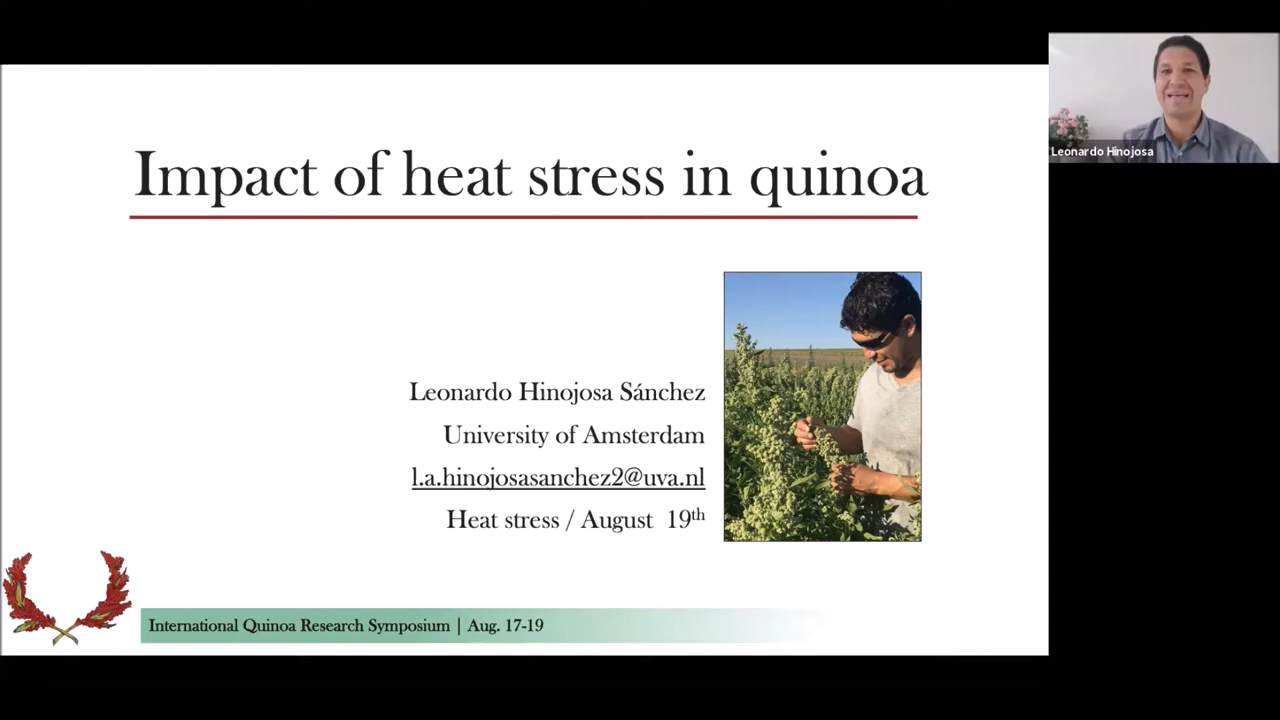 Impact of heat stress in quinoa
Leonardo Hinojosa
Leonardo Hinojosa Sánchez
University of Amsterdam
l.a.hinojosasanchez2@uva.nl
Heat stress / August 19th
International Quinoa Research Symposium | Aug. 17-19